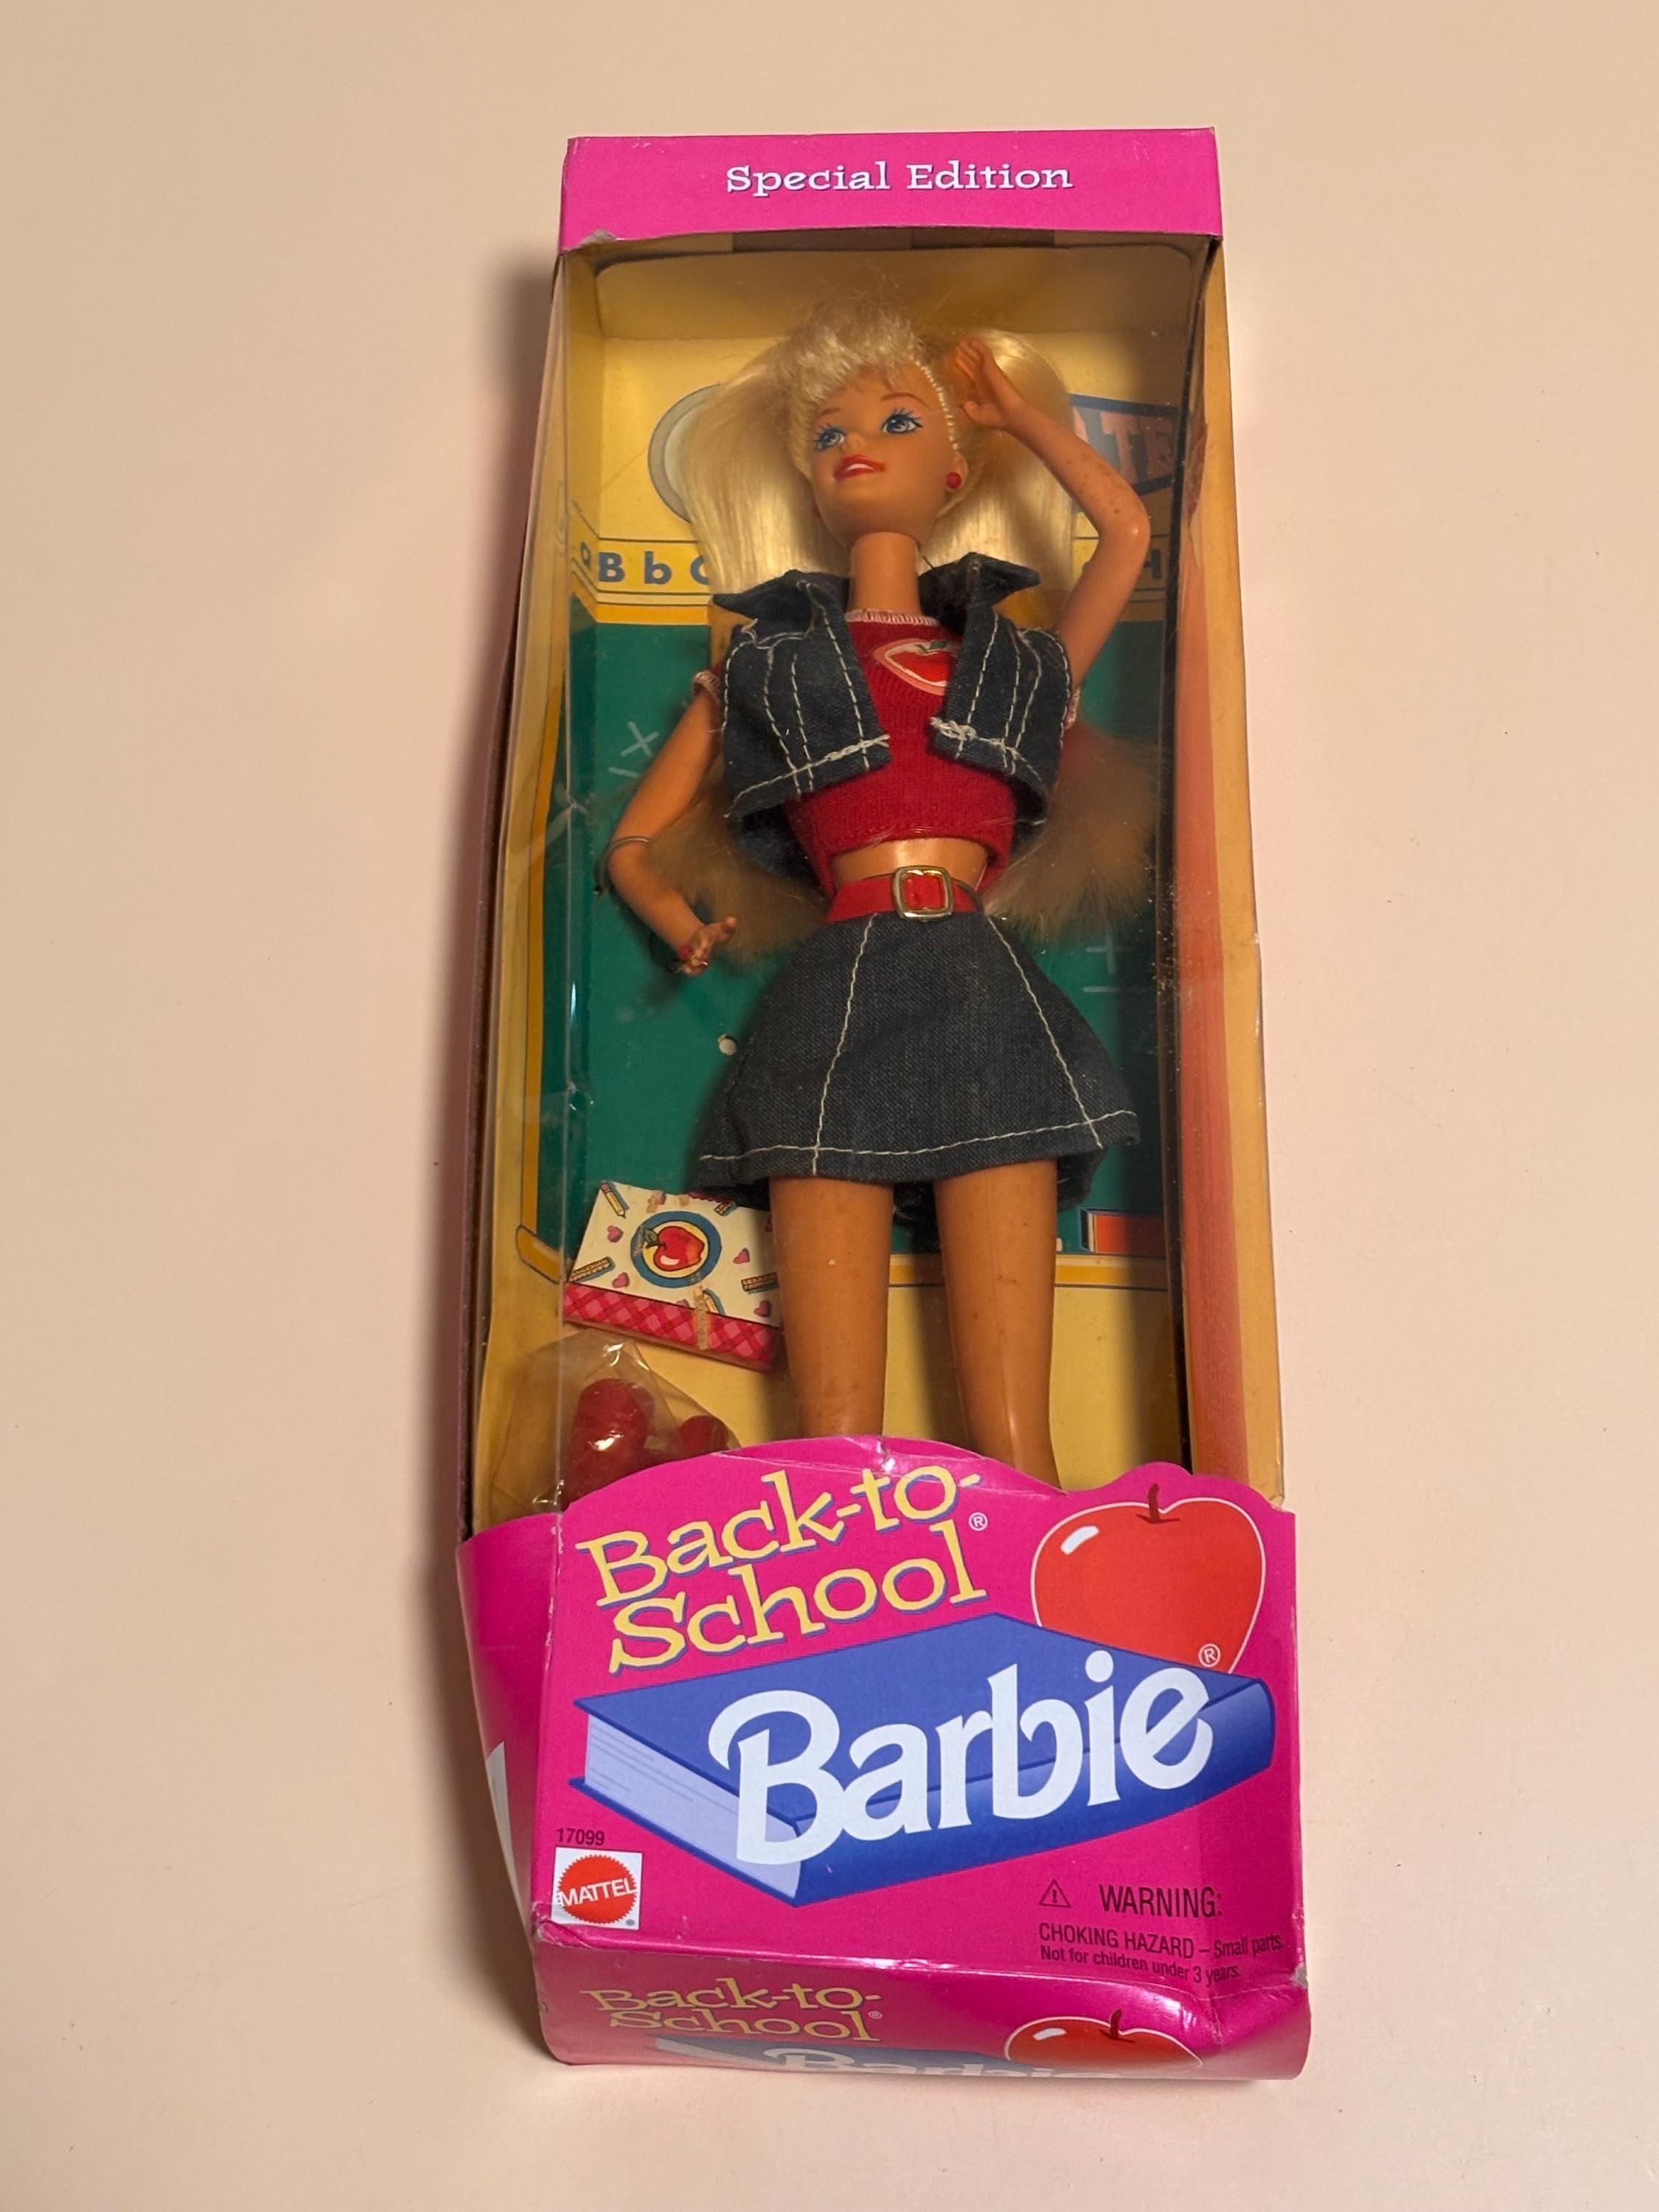 Special Edition
B b
Back-to-
School®
Barbie®
17099
MATTEL®
⚠ WARNING:
CHOKING HAZARD – Small parts.
Not for children under 3 years.
Back-to-
School®
Barbie